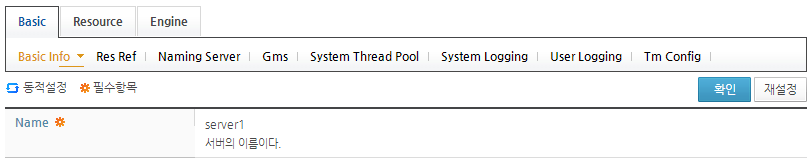 Basic Resource Engine
Basic Info Res Ref Naming Server Gms System Thread Pool System Logging User Logging Tm Config
동적설정 필수항목 확인 재설정
Name server1
서버의 이름이다.